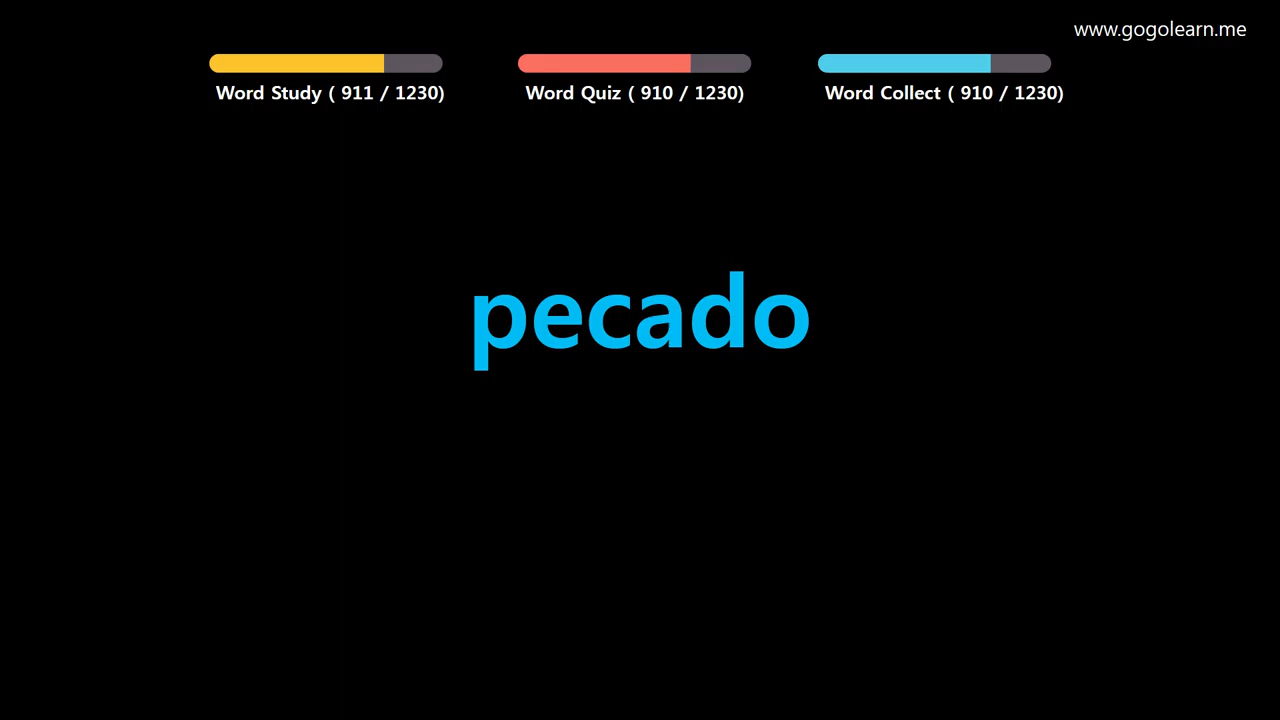 www.gogolearn.me
Word Study ( 911 / 1230)
Word Quiz ( 910 / 1230)
Word Collect ( 910 / 1230)
pecado